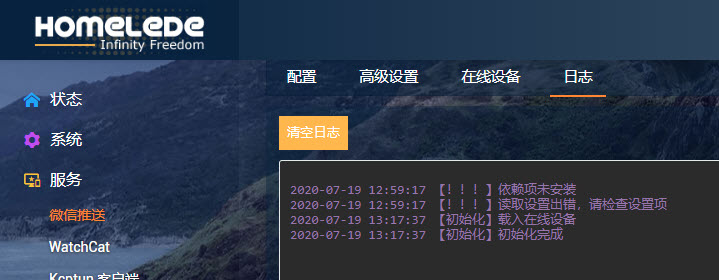 HOMELEDE
Infinity Freedom
配置 高级设置 在线设备 日志
状态
系统
服务
微信推送
WatchCat
Kcptun 客户端
清空日志
2020-07-19 12:59:17 【！！！】依赖项未安装
2020-07-19 12:59:17 【！！！】读取设置出错，请检查设置项
2020-07-19 13:17:37 【初始化】载入在线设备
2020-07-19 13:17:37 【初始化】初始化完成